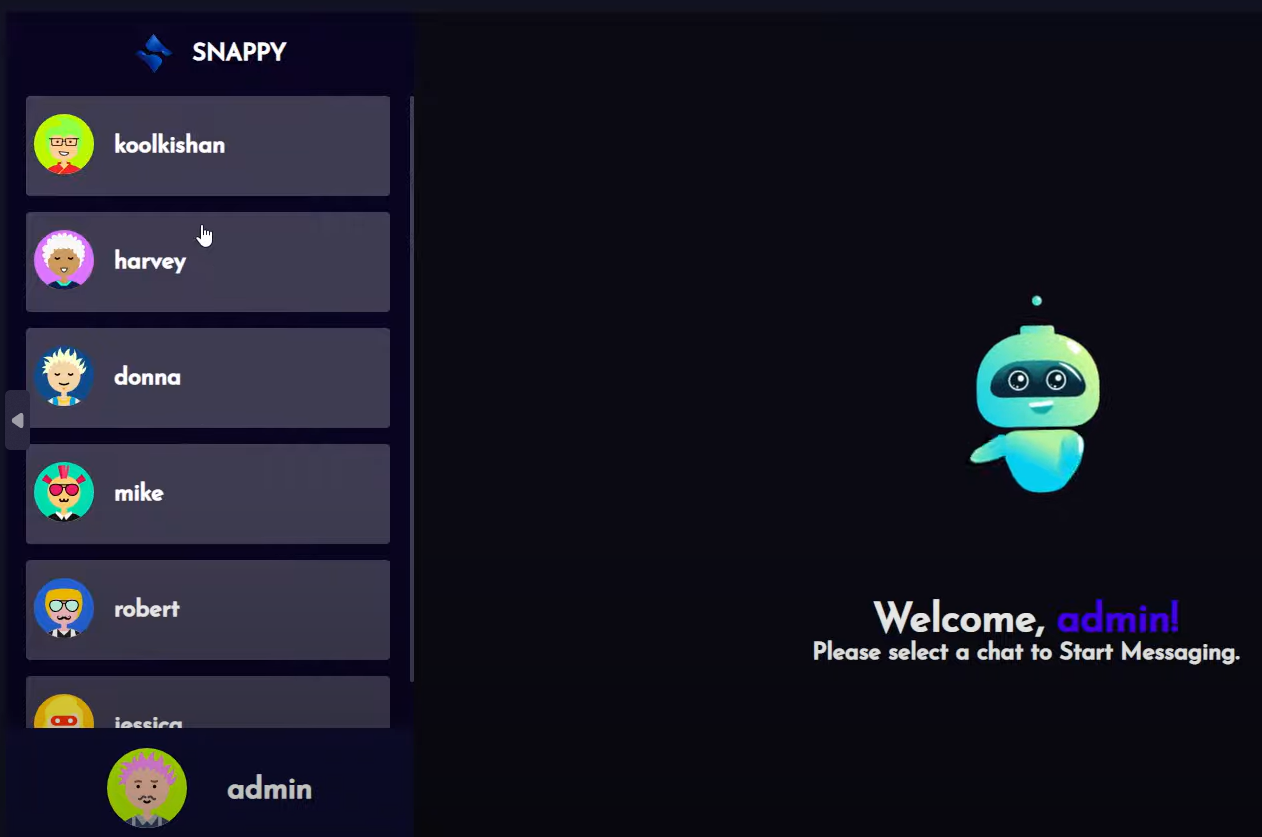 SNAPPY
koolkishan
harvey
donna
mike
robert
jessica
admin
Welcome, admin!
Please select a chat to Start Messaging.